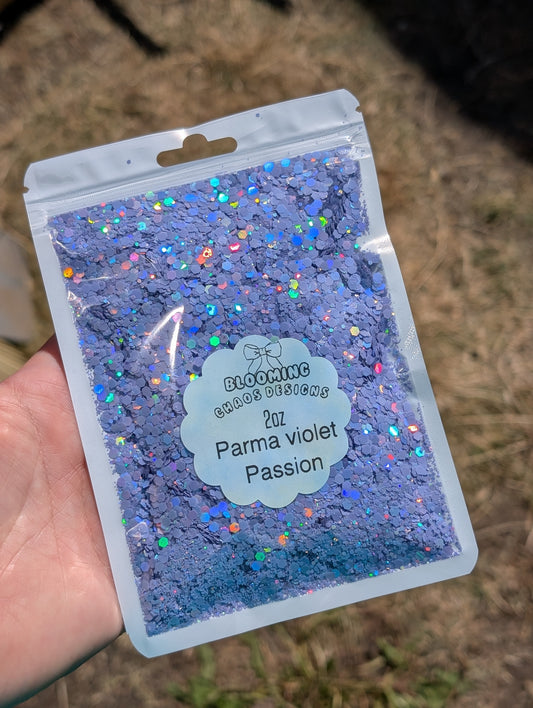 BLOOMING
CHAOS DESIGNS
2oz
Parma violet
Passion